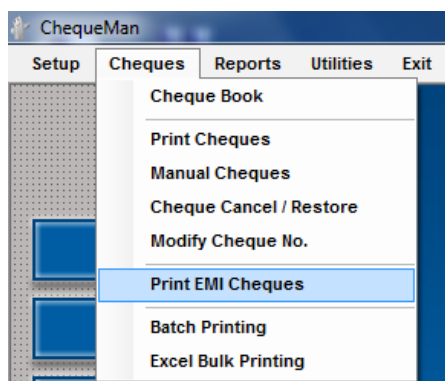 ChequeMan
Setup Cheques Reports Utilities Exit
Cheque Book
Print Cheques
Manual Cheques
Cheque Cancel / Restore
Modify Cheque No.
Print EMI Cheques
Batch Printing
Excel Bulk Printing